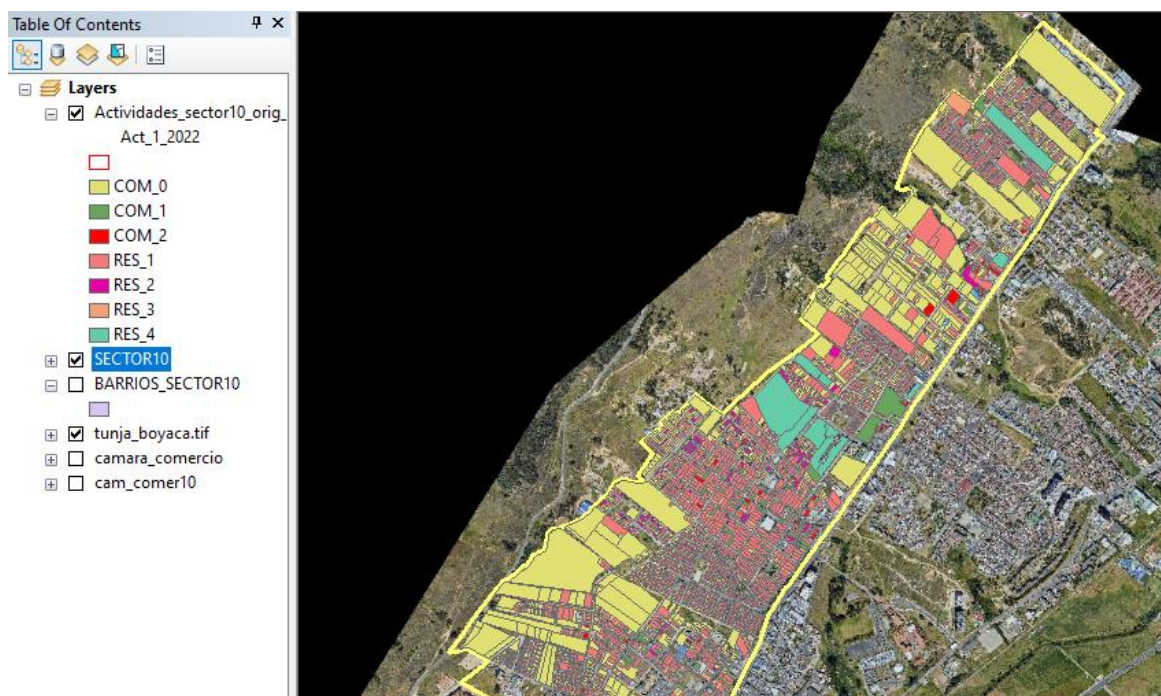 Table Of Contents
Layers
Actividades_sector10_orig_
Act_1_2022
COM_0
COM_1
COM_2
RES_1
RES_2
RES_3
RES_4
SECTOR10
BARRIOS_SECTOR10
tunja_boyaca.tif
camara_comercio
cam_comer10